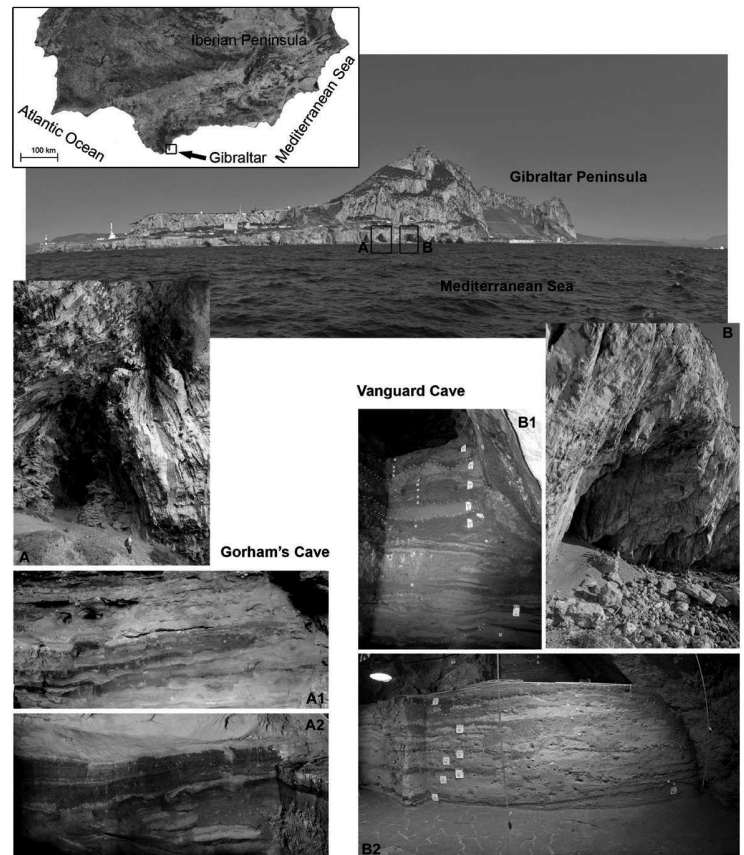 Iberian Peninsula
Atlantic Ocean
Mediterranean Sea
100 km
Gibraltar
Gibraltar Peninsula
A
B
Mediterranean Sea
B
Vanguard Cave
B1
A
Gorham's Cave
A1
A2
B2